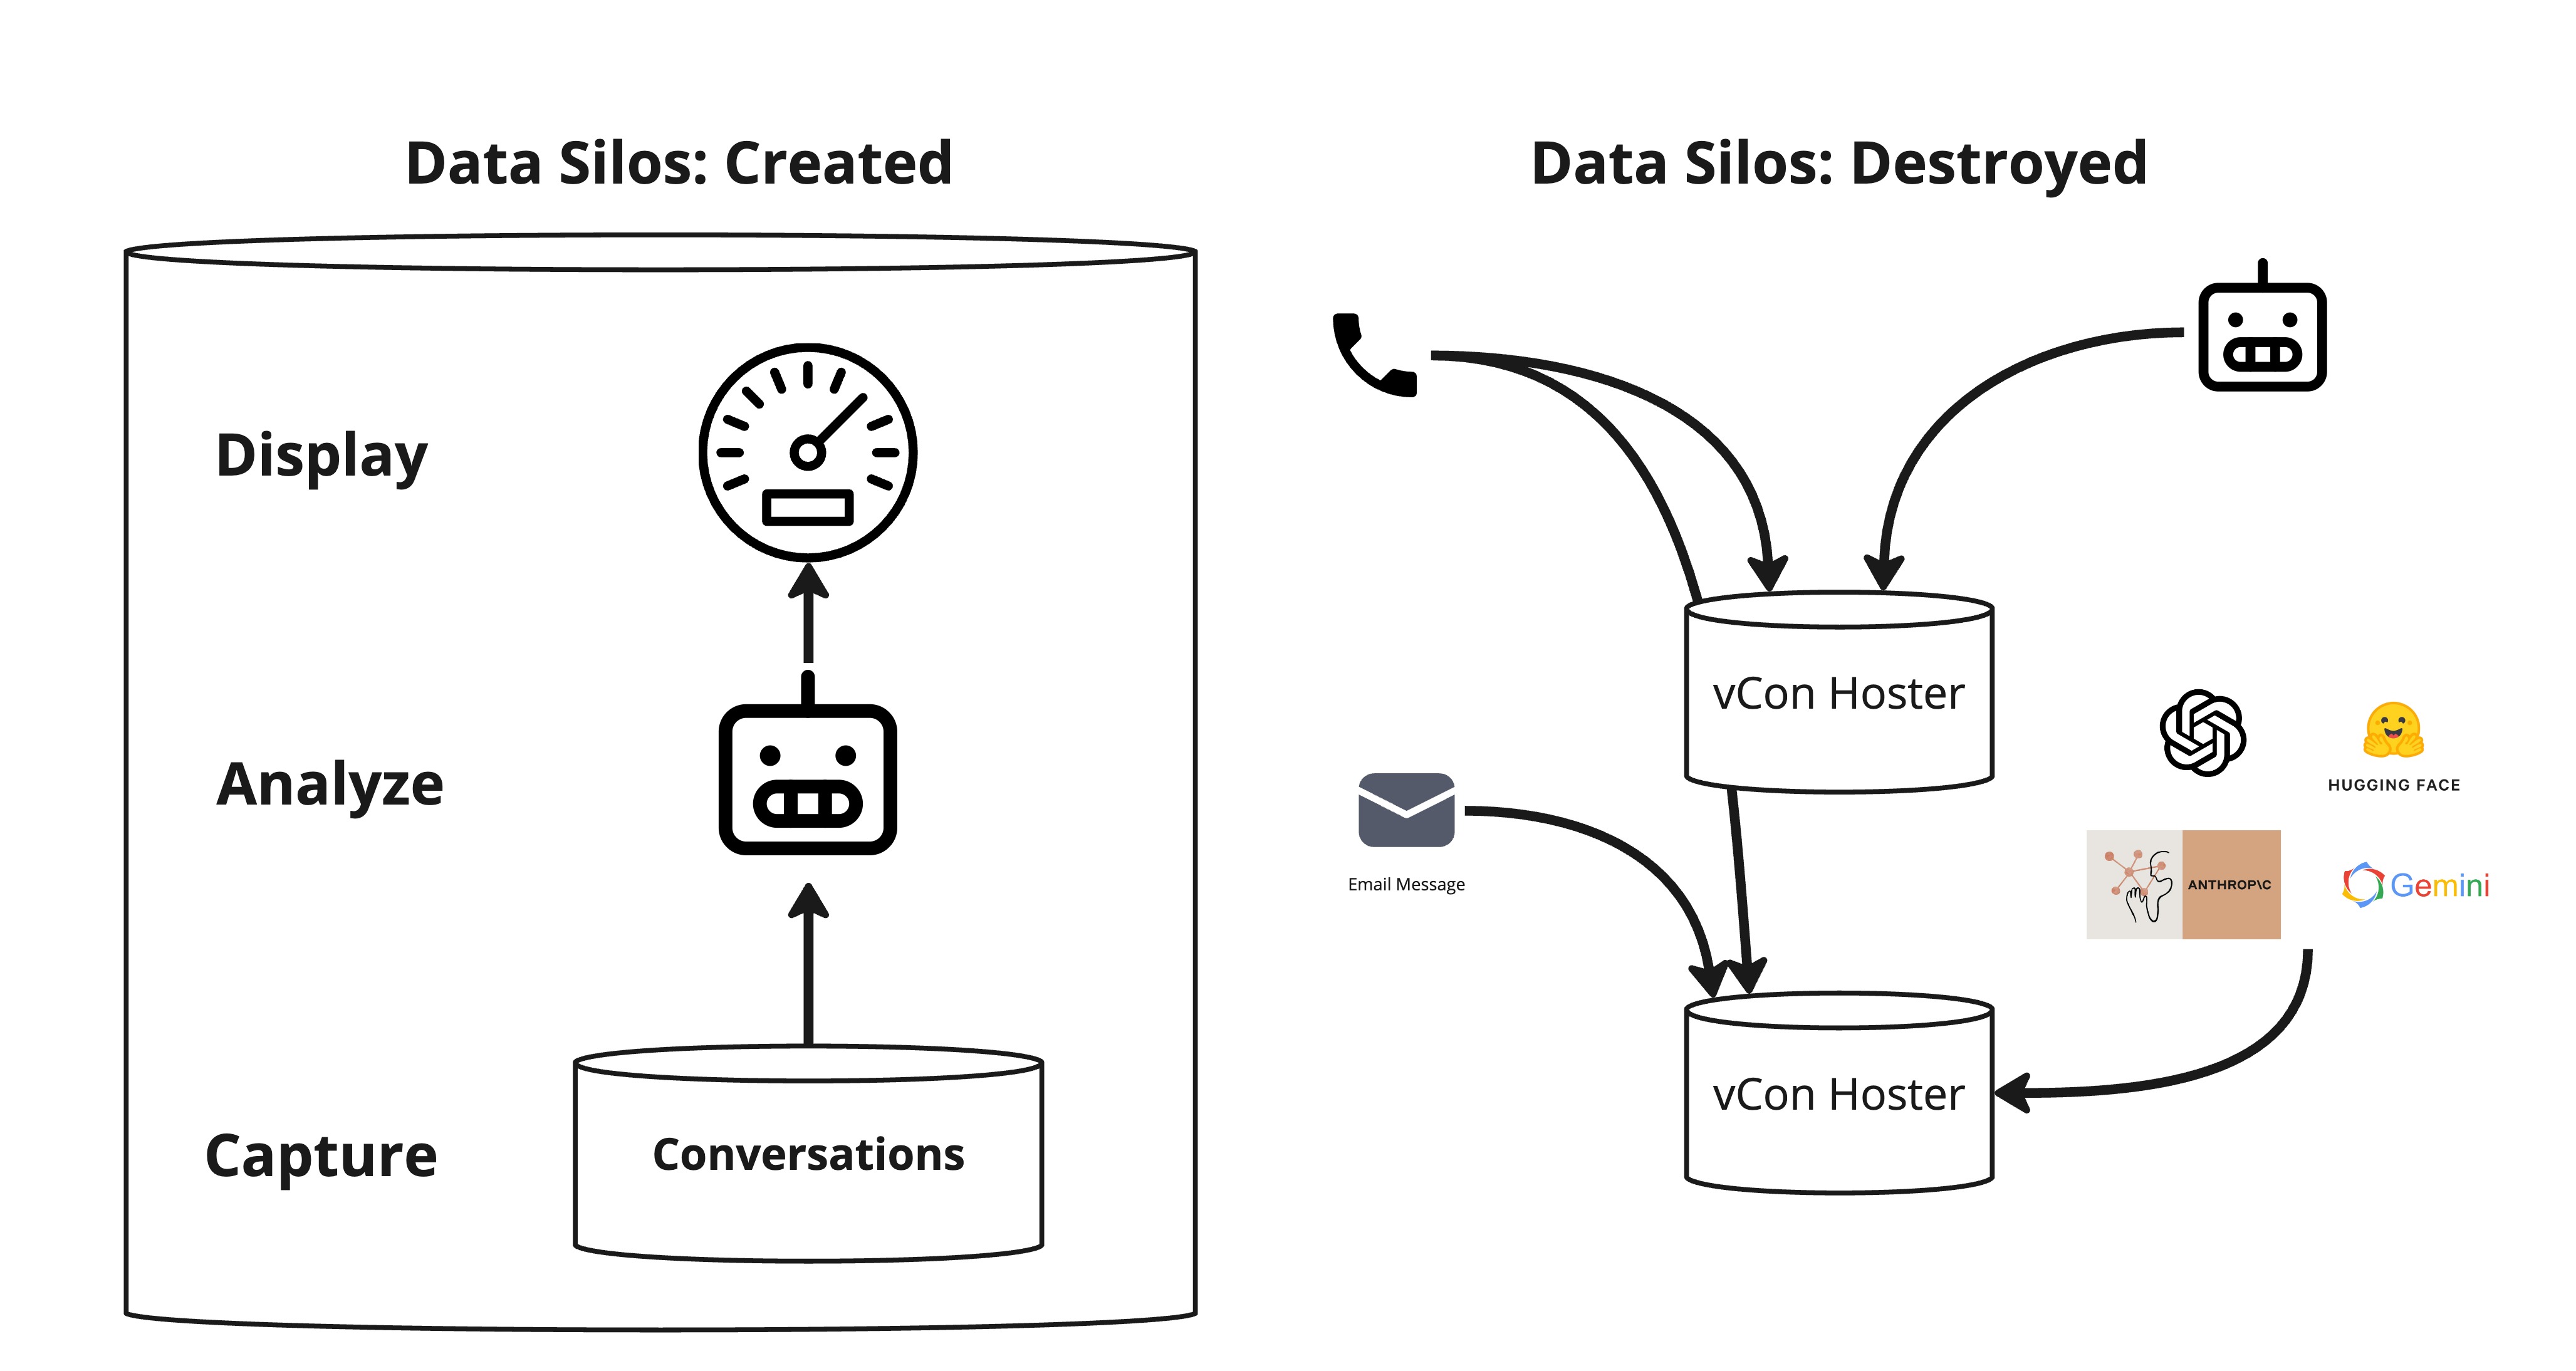 Data Silos: Created
Display
Analyze
Capture
Conversations
Data Silos: Destroyed
vCon Hoster
HUGGING FACE
Email Message
ANTHROP\C
Gemini
vCon Hoster